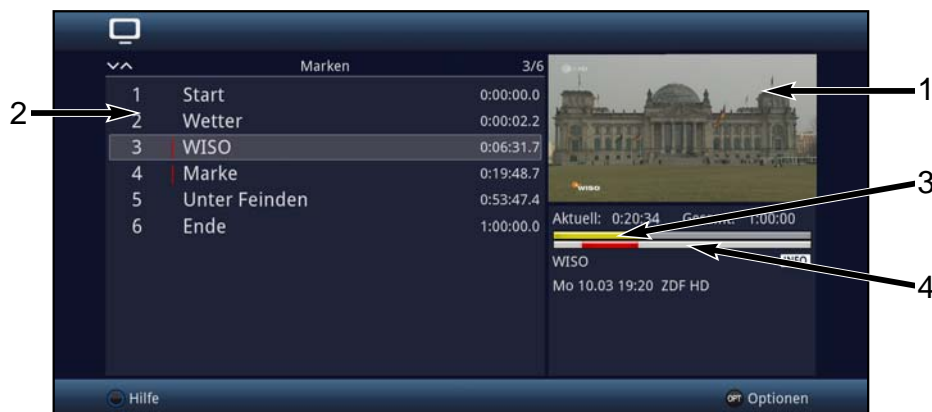 Marken 3/6
1 Start 0:00:00.0
2 Wetter 0:00:02.2
3 WISO 0:06:31.7
4 Marke 0:19:48.7
5 Unter Feinden 0:53:47.4
6 Ende 1:00:00.0
WISO
Aktuell: 0:20:34 Gesamt: 1:00:00
WISO INFO
Mo 10.03 19:20 ZDF HD
Hilfe
OPT Optionen
1
2
3
4